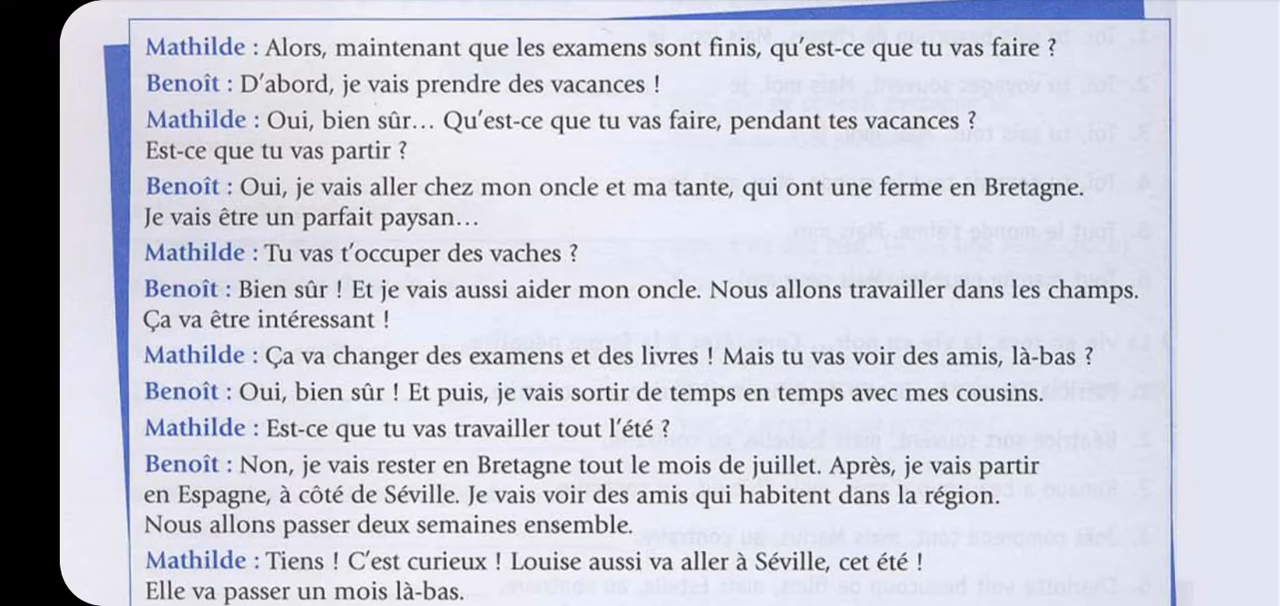 Mathilde : Alors, maintenant que les examens sont finis, qu'est-ce que tu vas faire ?
Benoît : D'abord, je vais prendre des vacances !
Mathilde : Oui, bien sûr… Qu'est-ce que tu vas faire, pendant tes vacances ?
Est-ce que tu vas partir ?
Benoît : Oui, je vais aller chez mon oncle et ma tante, qui ont une ferme en Bretagne.
Je vais être un parfait paysan…
Mathilde : Tu vas t'occuper des vaches ?
Benoît : Bien sûr ! Et je vais aussi aider mon oncle. Nous allons travailler dans les champs.
Ça va être intéressant !
Mathilde : Ça va changer des examens et des livres ! Mais tu vas voir des amis, là-bas ?
Benoît : Oui, bien sûr ! Et puis, je vais sortir de temps en temps avec mes cousins.
Mathilde : Est-ce que tu vas travailler tout l'été ?
Benoît : Non, je vais rester en Bretagne tout le mois de juillet. Après, je vais partir
en Espagne, à côté de Séville. Je vais voir des amis qui habitent dans la région.
Nous allons passer deux semaines ensemble.
Mathilde : Tiens ! C'est curieux ! Louise aussi va aller à Séville, cet été !
Elle va passer un mois là-bas.